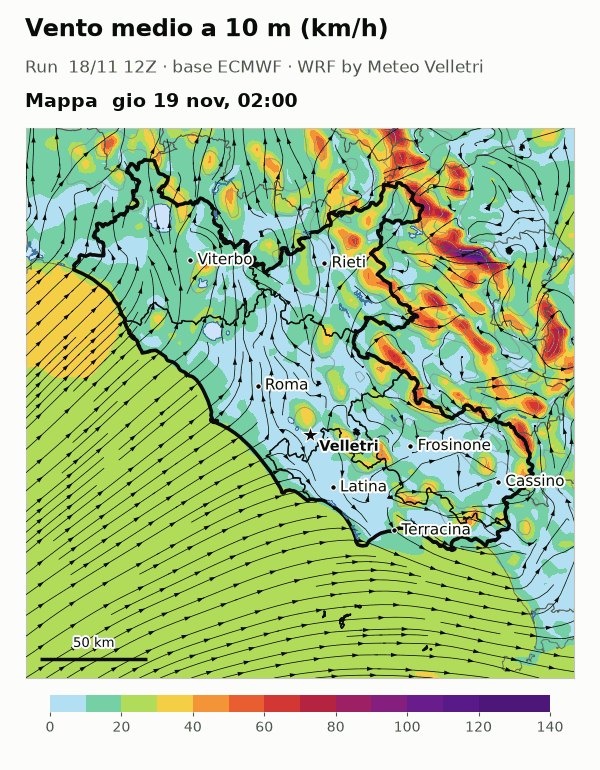 Vento medio a 10 m (km/h)
Run  18/11 12Z · base ECMWF · WRF by Meteo Velletri
Mappa  gio 19 nov, 02:00
Viterbo
Rieti
Roma
Velletri
Frosinone
Latina
Cassino
Terracina
50 km
0 20 40 60 80 100 120 140